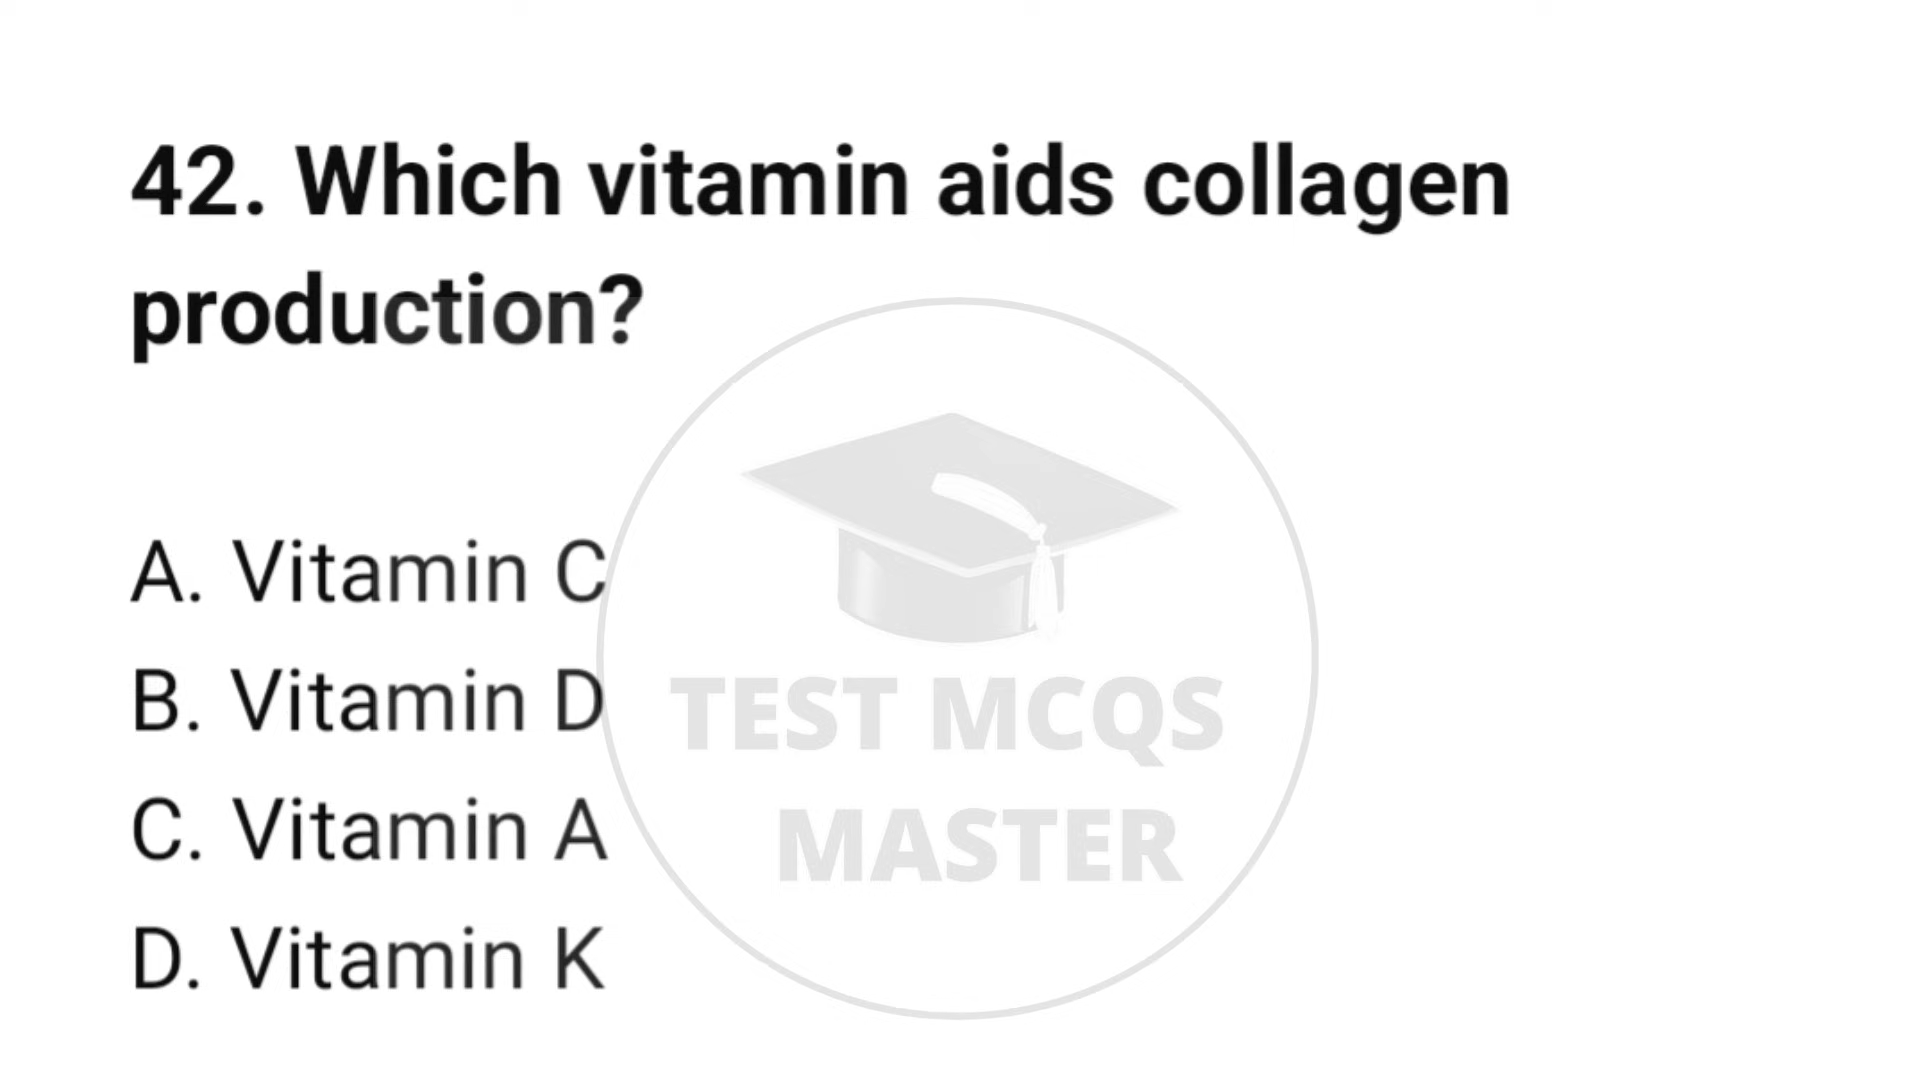 42. Which vitamin aids collagen
production?
A. Vitamin C
B. Vitamin D
C. Vitamin A
D. Vitamin K
TEST MCQS
MASTER